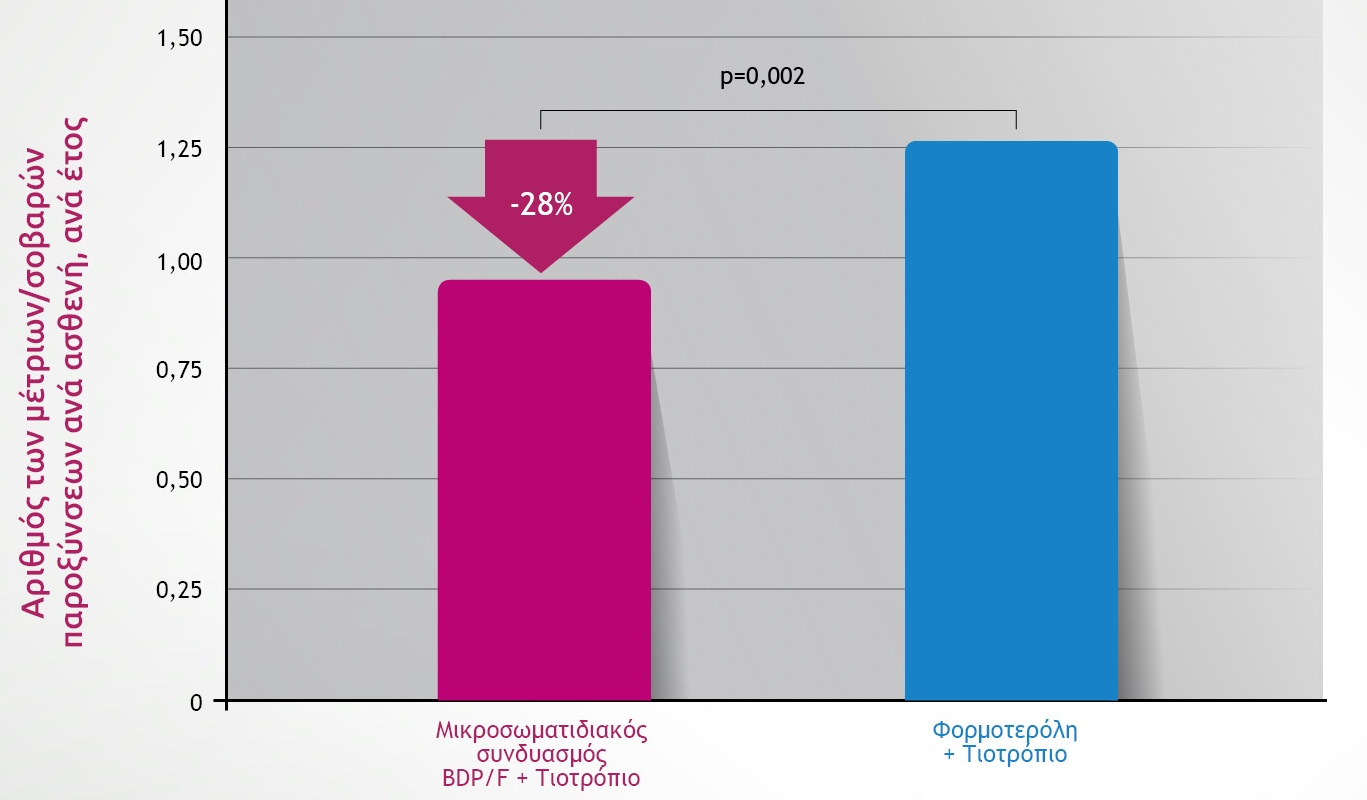 Αριθμός των μέτριων/σοβαρών
παροξύνσεων ανά ασθενή, ανά έτος
1,50
1,25
1,00
0,75
0,50
0,25
0
p=0,002
-28%
Μικροσωματιδιακός
συνδυασμός
BDP/F + Τιοτρόπιο
Φορμοτερόλη
+ Τιοτρόπιο